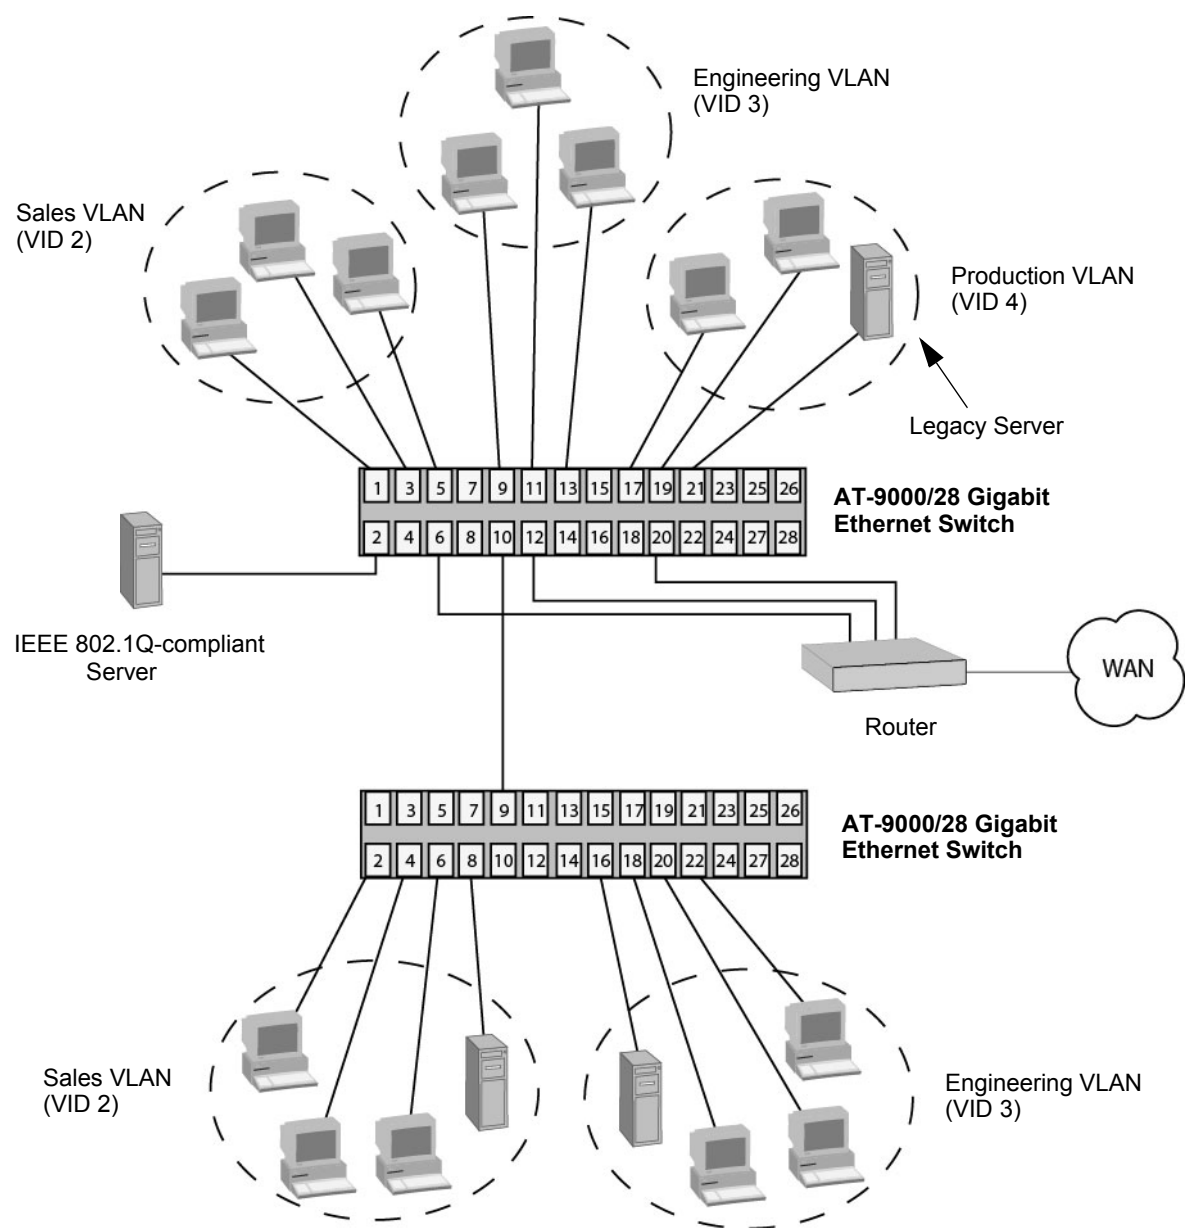 Engineering VLAN
(VID 3)
Sales VLAN
(VID 2)
Production VLAN
(VID 4)
Legacy Server
1 3 5 7 9 11 13 15 17 19 21 23 25 26
2 4 6 8 10 12 14 16 18 20 22 24 27 28
AT-9000/28 Gigabit
Ethernet Switch
IEEE 802.1Q-compliant
Server
WAN
Router
1 3 5 7 9 11 13 15 17 19 21 23 25 26
2 4 6 8 10 12 14 16 18 20 22 24 27 28
AT-9000/28 Gigabit
Ethernet Switch
Sales VLAN
(VID 2)
Engineering VLAN
(VID 3)